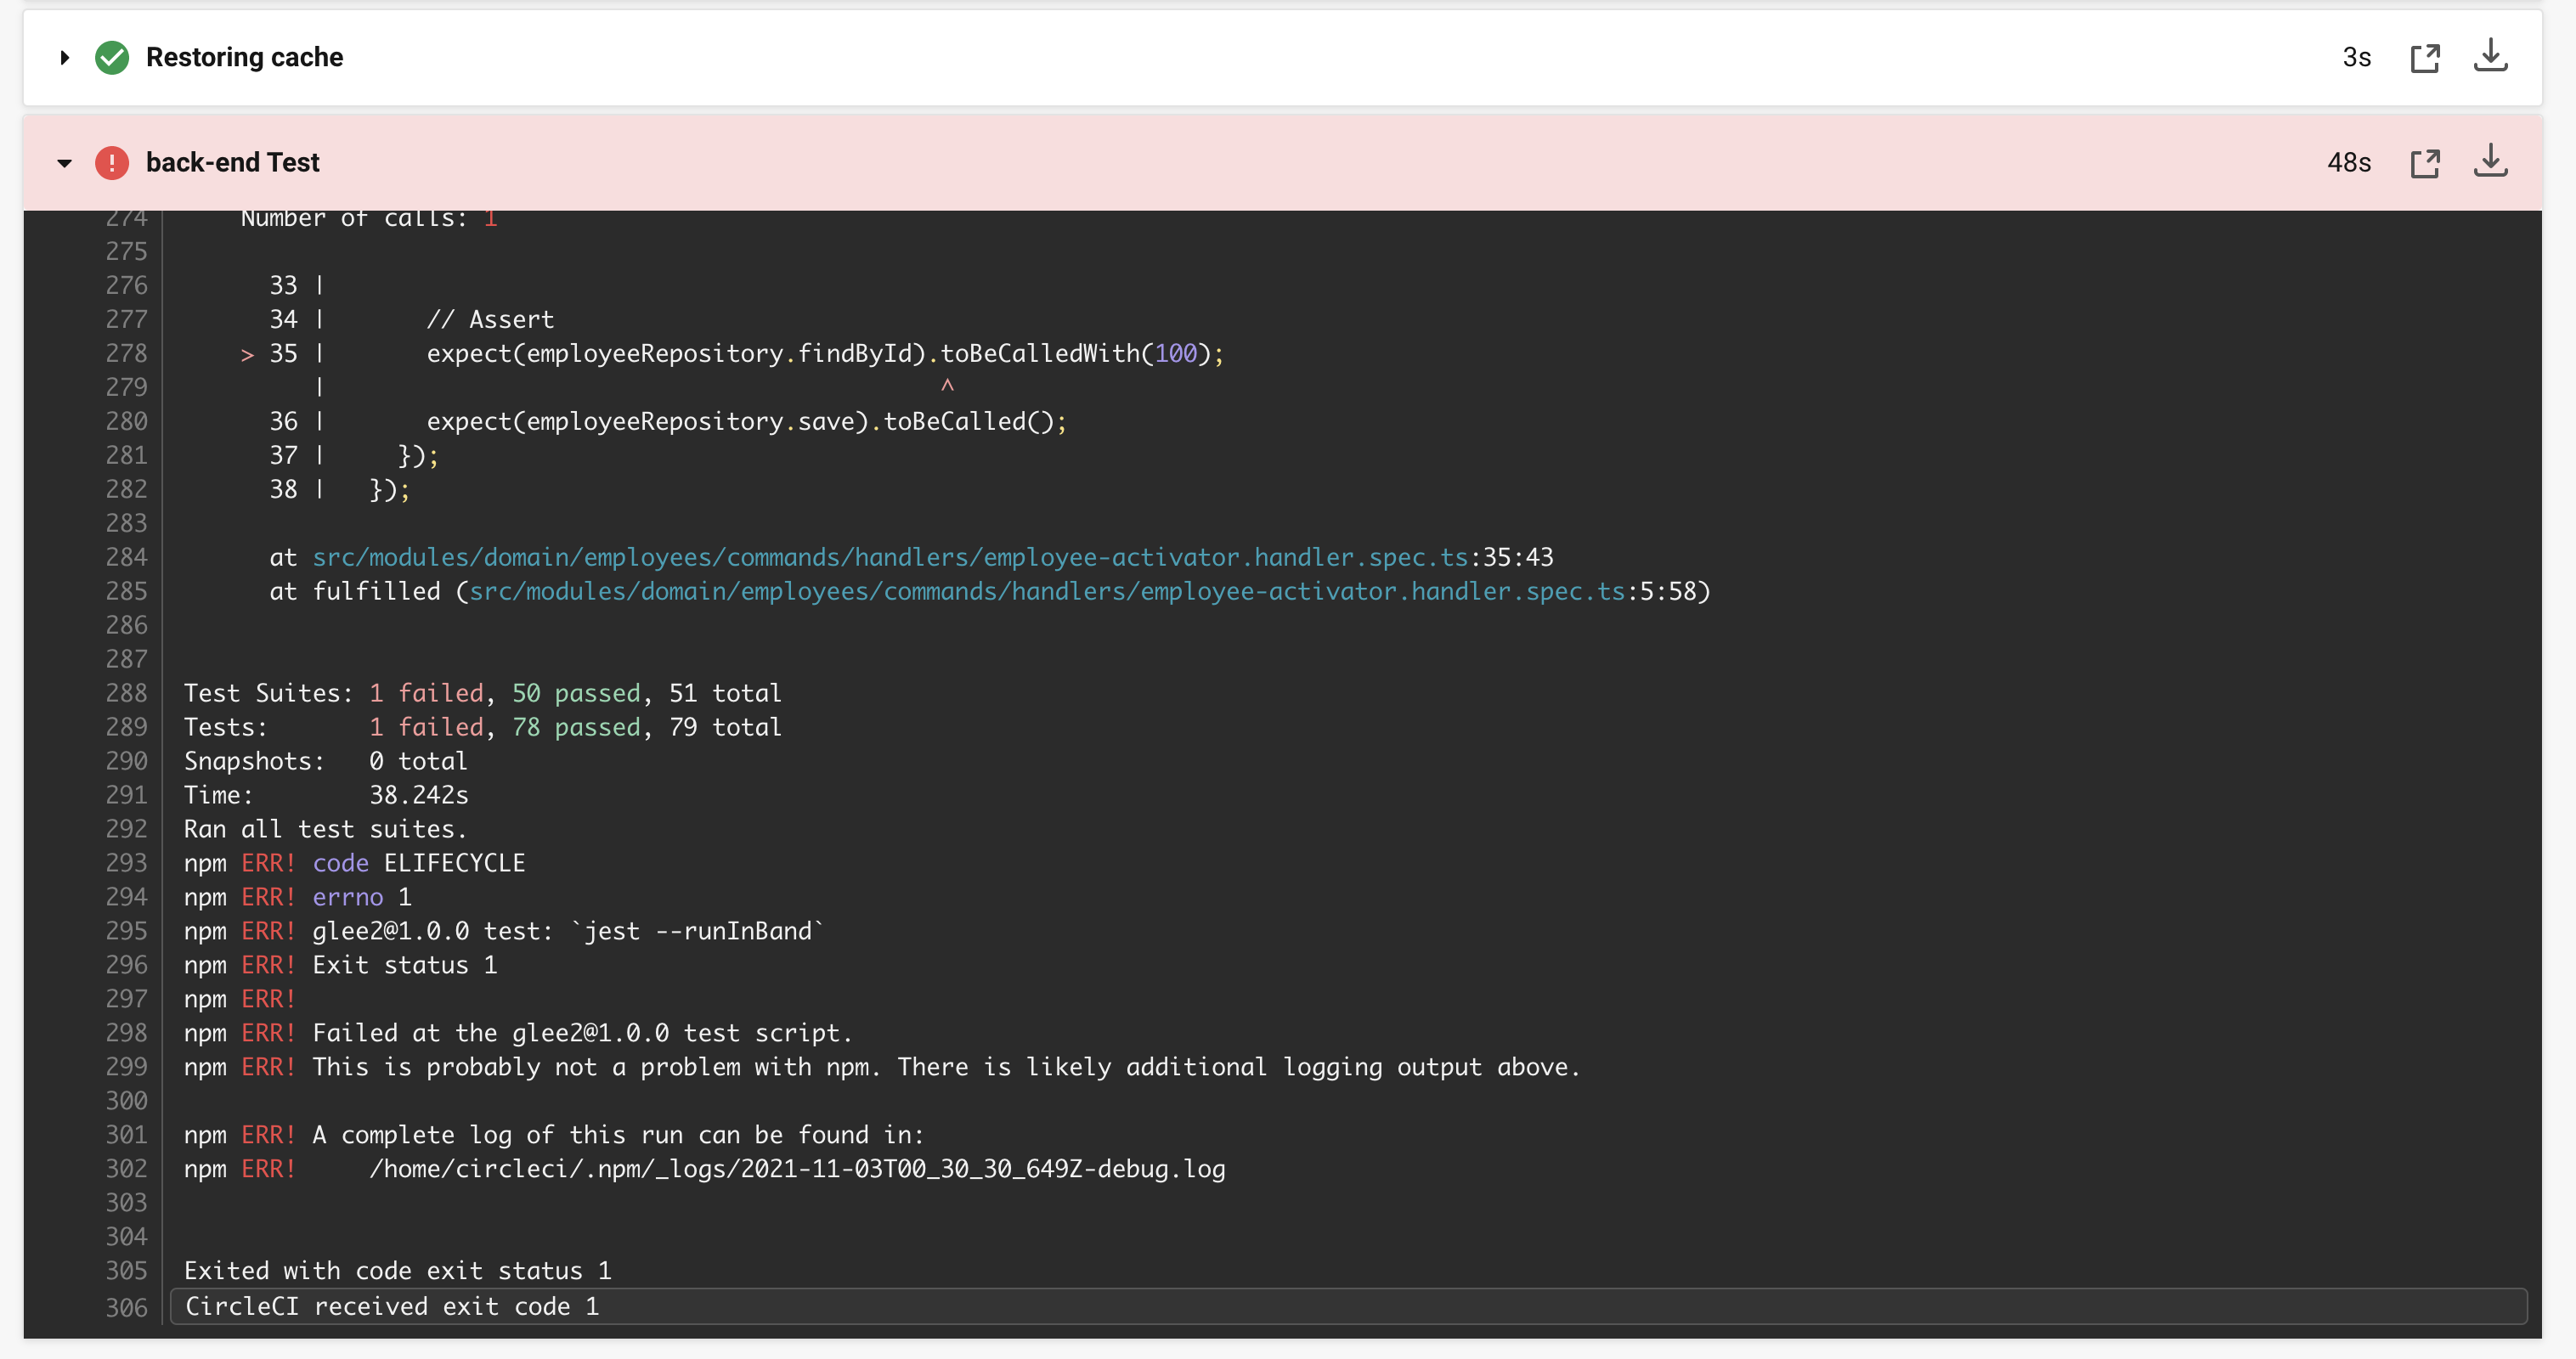 Restoring cache 3s
back-end Test 48s
274 Number of calls: 1
275
276 33 |
277 34 | // Assert
278 > 35 | expect(employeeRepository.findById).toBeCalledWith(100);
279 | ^
280 36 | expect(employeeRepository.save).toBeCalled();
281 37 | });
282 38 | });
283
284 at src/modules/domain/employees/commands/handlers/employee-activator.handler.spec.ts:35:43
285 at fulfilled (src/modules/domain/employees/commands/handlers/employee-activator.handler.spec.ts:5:58)
286
287
288 Test Suites: 1 failed, 50 passed, 51 total
289 Tests: 1 failed, 78 passed, 79 total
290 Snapshots: 0 total
291 Time: 38.242s
292 Ran all test suites.
293 npm ERR! code ELIFECYCLE
294 npm ERR! errno 1
295 npm ERR! glee2@1.0.0 test: `jest --runInBand`
296 npm ERR! Exit status 1
297 npm ERR!
298 npm ERR! Failed at the glee2@1.0.0 test script.
299 npm ERR! This is probably not a problem with npm. There is likely additional logging output above.
300
301 npm ERR! A complete log of this run can be found in:
302 npm ERR! /home/circleci/.npm/_logs/2021-11-03T00_30_30_649Z-debug.log
303
304
305 Exited with code exit status 1
306 CircleCI received exit code 1